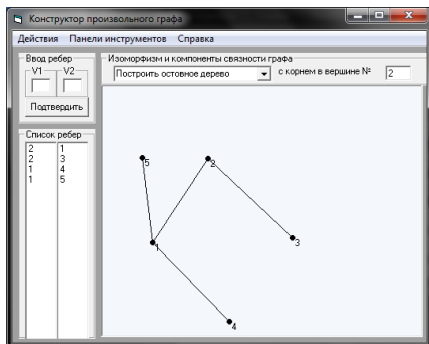 Конструктор произвольного графа
Действия Панели инструментов Справка
Ввод ребер
V1 V2
Подтвердить
Изоморфизм и компоненты связности графа
Построить остовное дерево с корнем в вершине № 2
Список ребер
2 1
2 3
1 4
1 5
5
2
1
3
4